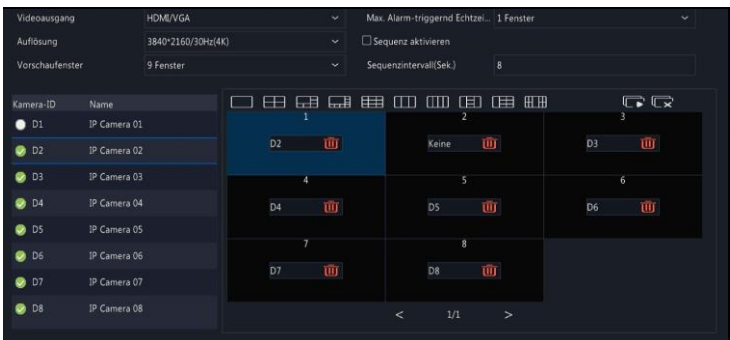 Videoausgang HDMI/VGA Max. Alarm-triggernd Echtzei... 1 Fenster
Auflösung 3840*2160/30Hz(4K) Sequenz aktivieren
Vorschaufenster 9 Fenster Sequenzintervall(Sek.) 8
Kamera-ID Name
D1 IP Camera 01
D2 IP Camera 02
D3 IP Camera 03
D4 IP Camera 04
D5 IP Camera 05
D6 IP Camera 06
D7 IP Camera 07
D8 IP Camera 08
1 2 3
D2 Keine D3
4 5 6
D4 D5 D6
7 8
D7 D8
< 1/1 >